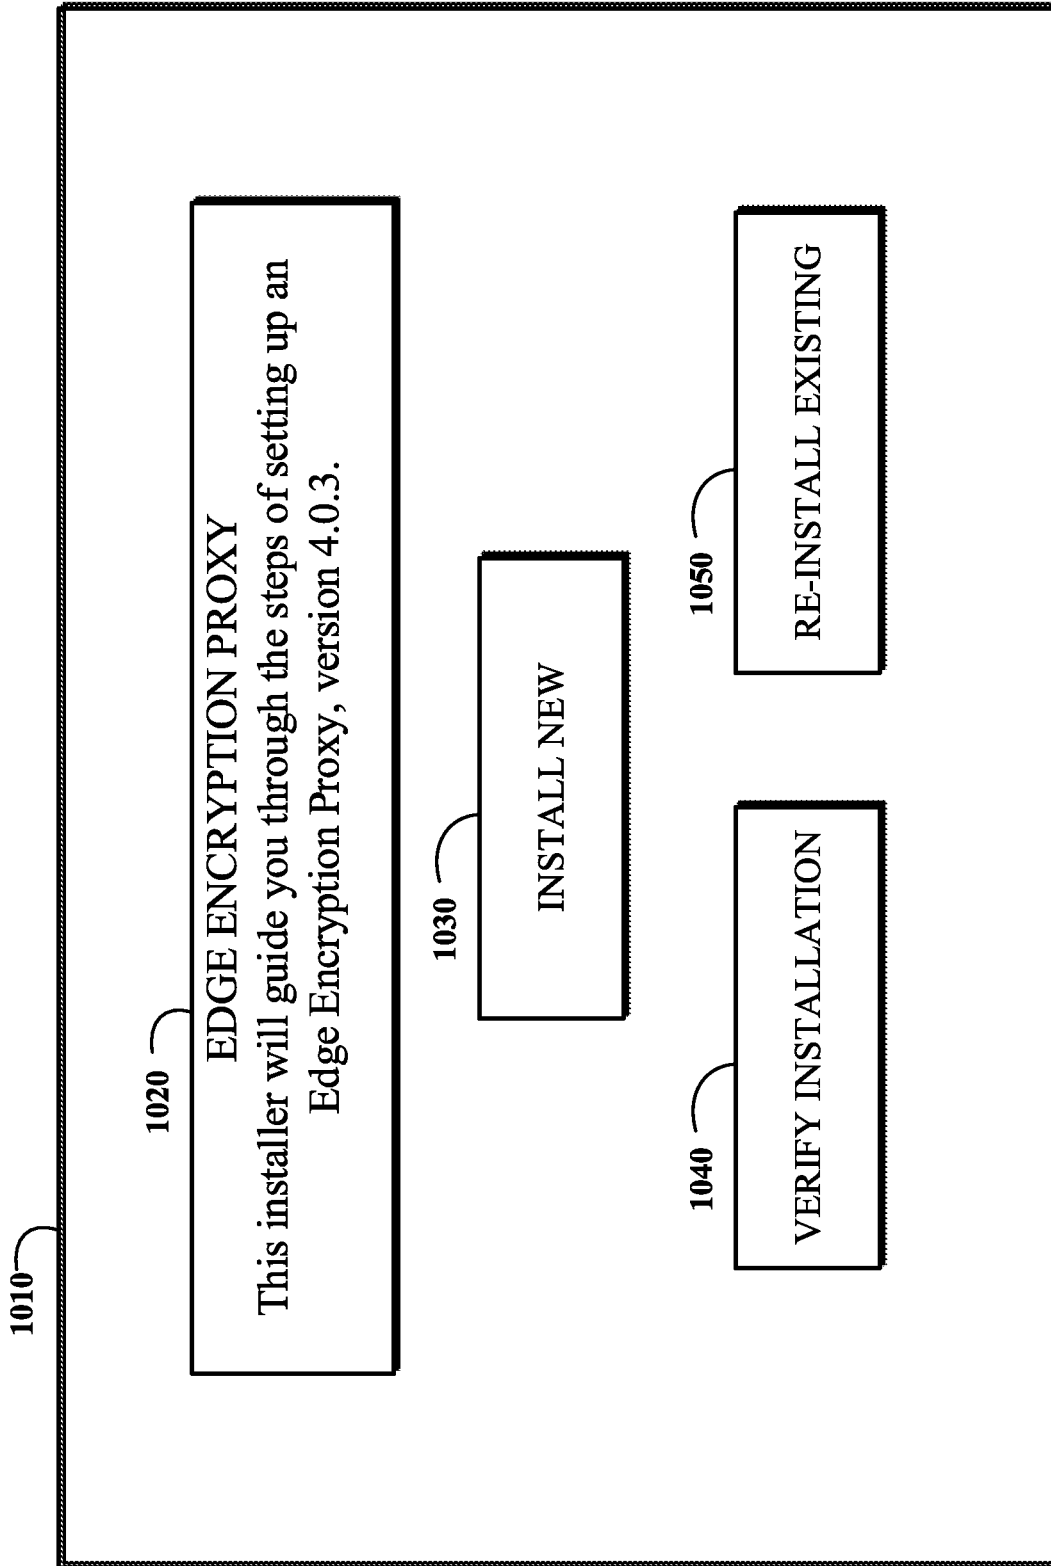 1010
1020
EDGE ENCRYPTION PROXY
This installer will guide you through the steps of setting up an
Edge Encryption Proxy, version 4.0.3.
1030
INSTALL NEW
1040
VERIFY INSTALLATION
1050
RE-INSTALL EXISTING